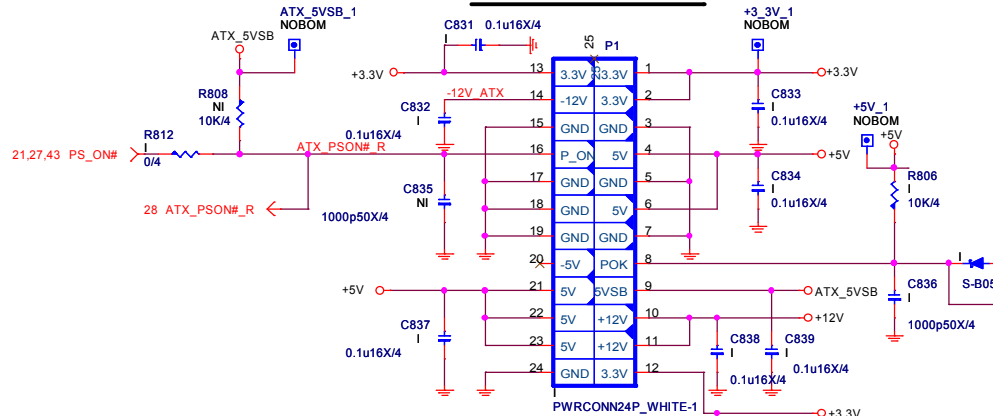 ATX_5VSB_1
NOBOM
ATX_5VSB
C831
0.1u16X/4
I
25
P1
+3_3V_1
NOBOM
+3.3V
13
3.3V
3.3V
1
+3.3V
R808
NI
10K/4
-12V_ATX
14
-12V
3.3V
2
C832
I
0.1u16X/4
C833
I
0.1u16X/4
+5V_1
NOBOM
+5V
15
GND
GND
3
R812
I
0/4
21,27,43 PS_ON#
ATX_PSON#_R
16
P_ON
5V
4
+5V
17
GND
GND
5
C835
NI
1000p50X/4
C834
I
0.1u16X/4
R806
I
10K/4
28 ATX_PSON#_R
18
GND
5V
6
19
GND
GND
7
20
-5V
POK
8
I
S-B05
+5V
21
5V
5VSB
9
ATX_5VSB
C836
I
1000p50X/4
22
5V
+12V
10
+12V
C837
I
0.1u16X/4
23
5V
+12V
11
C838
I
0.1u16X/4
C839
I
0.1u16X/4
24
GND
3.3V
12
I
PWRCONN24P_WHITE-1
+3.3V